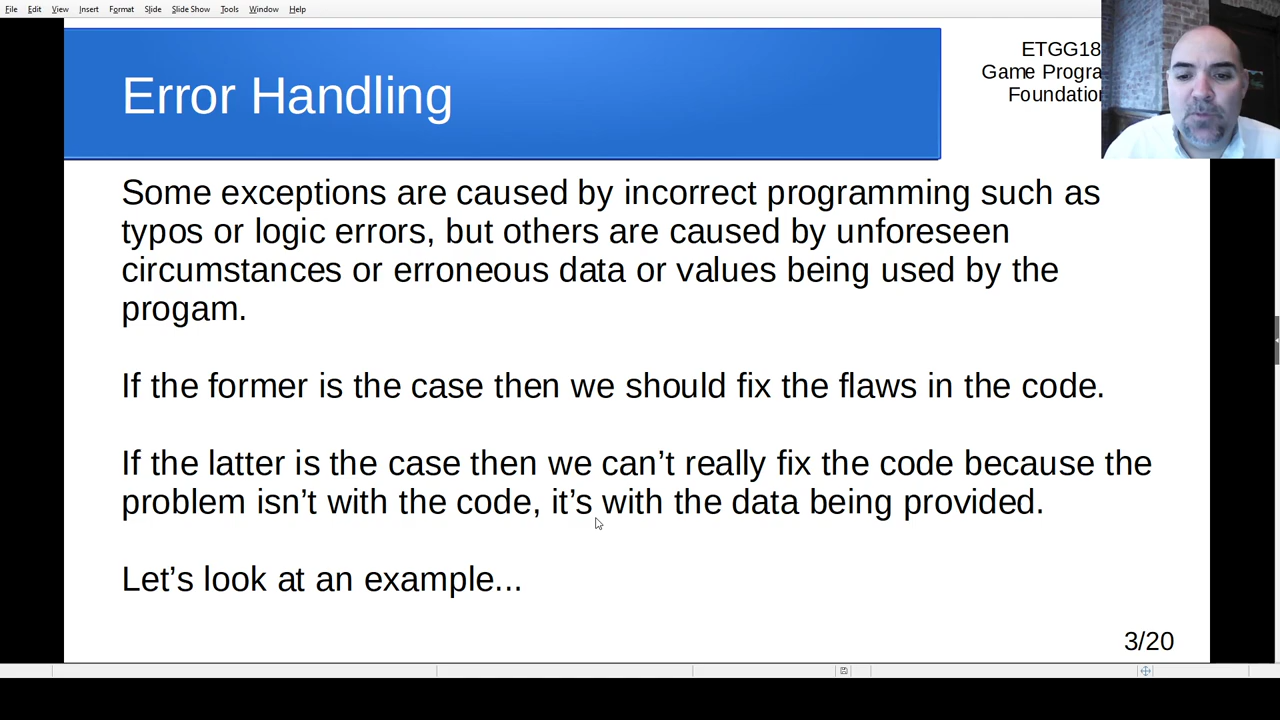 File Edit View Insert Format Slide Slide Show Tools Window Help
Error Handling
ETGG18
Game Progra
Foundation
Some exceptions are caused by incorrect programming such as
typos or logic errors, but others are caused by unforeseen
circumstances or erroneous data or values being used by the
progam.
If the former is the case then we should fix the flaws in the code.
If the latter is the case then we can’t really fix the code because the
problem isn’t with the code, it’s with the data being provided.
Let’s look at an example...
3/20